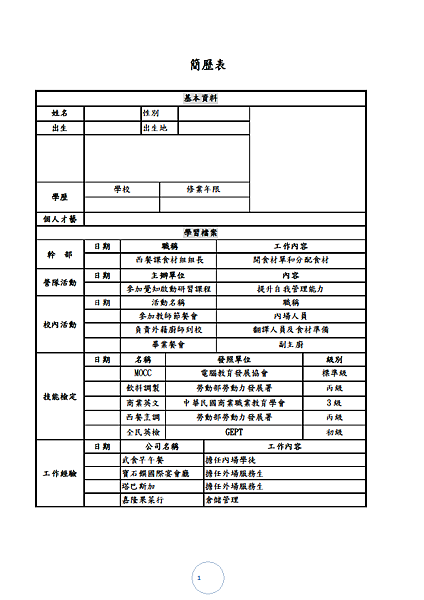 簡歷表
基本資料
姓名 性別
出生 出生地
學歷 學校 修業年限
個人才藝
學習檔案
幹 部 日期 職稱 工作內容
西餐課食材組組長 開食材單和分配食材
營隊活動 日期 主辦單位 內容
參加覺知啟動研習課程 提升自我管理能力
校內活動 日期 活動名稱 職稱
參加教師節餐會 內場人員
負責外籍廚師到校 翻譯人員及食材準備
畢業餐會 副主廚
技能檢定 日期 名稱 發照單位 級別
MOCC 電腦教育發展協會 標準級
飲料調製 勞動部勞動力發展署 丙級
商業英文 中華民國商業職業教育學會 3級
西餐烹調 勞動部勞動力發展署 丙級
全民英檢 GEPT 初級
工作經驗 日期 公司名稱 工作內容
武食早午餐 擔任內場學徒
寶石鎮國際宴會廳 擔任外場服務生
塔巴斯加 擔任外場服務生
嘉隆果菜行 倉儲管理
1